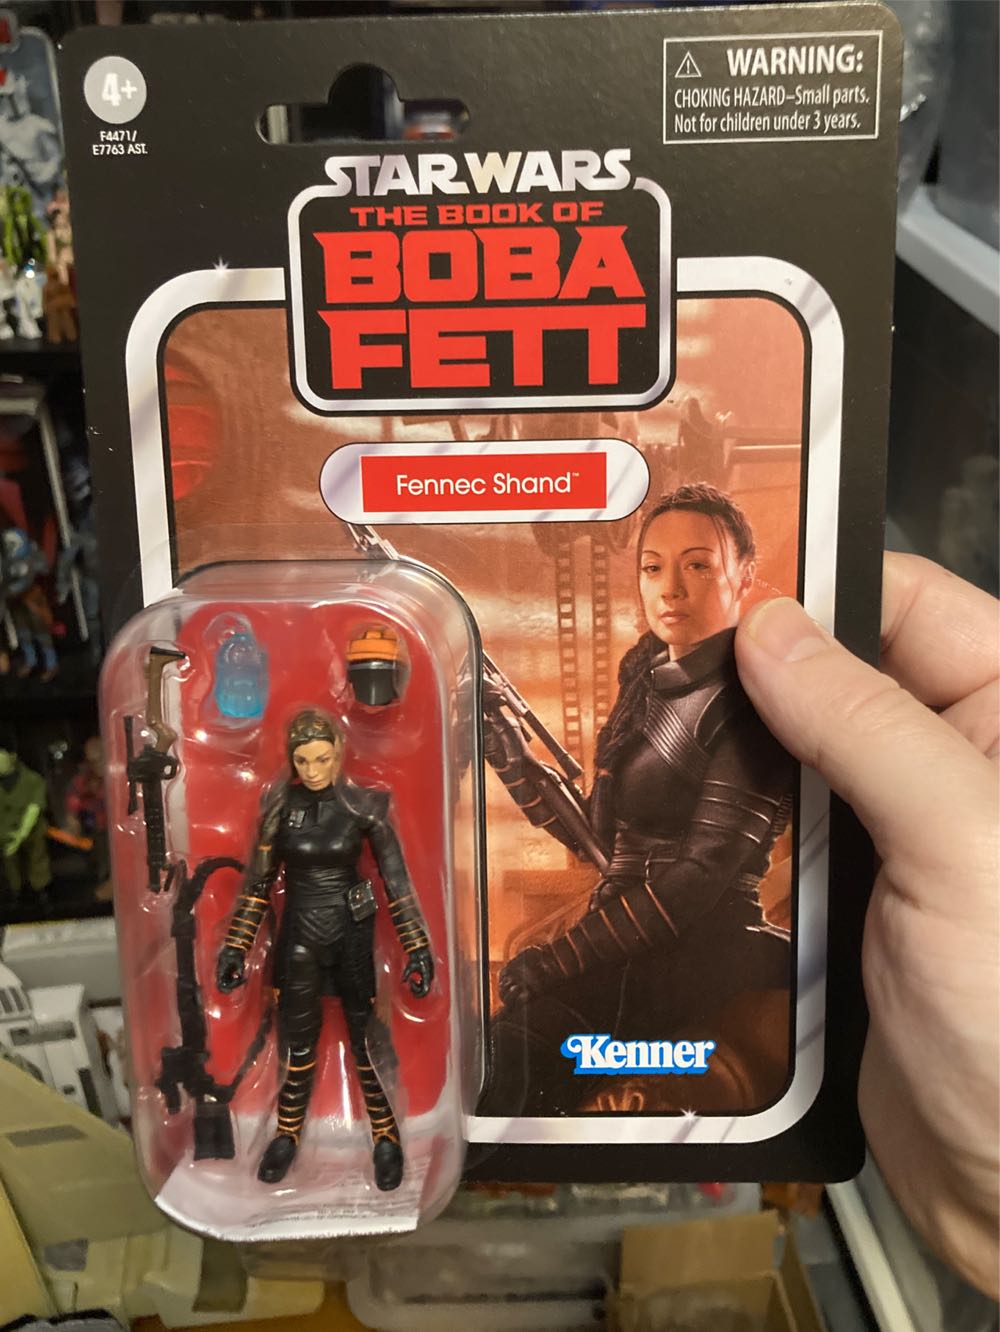 4+
F4471/
E7763 AST.
⚠ WARNING:
CHOKING HAZARD–Small parts.
Not for children under 3 years.
STAR WARS
THE BOOK OF
BOBA
FETT
™
Fennec Shand™
Kenner